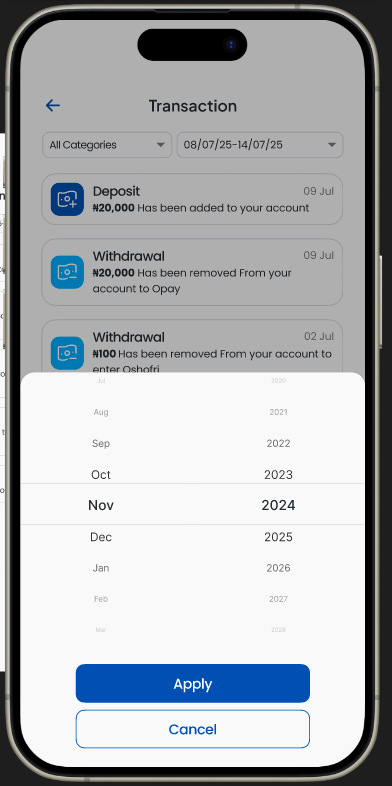 Transaction
All Categories
08/07/25-14/07/25
Deposit
09 Jul
₦20,000 Has been added to your account
Withdrawal
09 Jul
₦20,000 Has been removed From your
account to Opay
Withdrawal
02 Jul
₦100 Has been removed From your account to
enter Oshofri
Jul 2020
Aug 2021
Sep 2022
Oct 2023
Nov 2024
Dec 2025
Jan 2026
Feb 2027
Mar 2028
Apply
Cancel